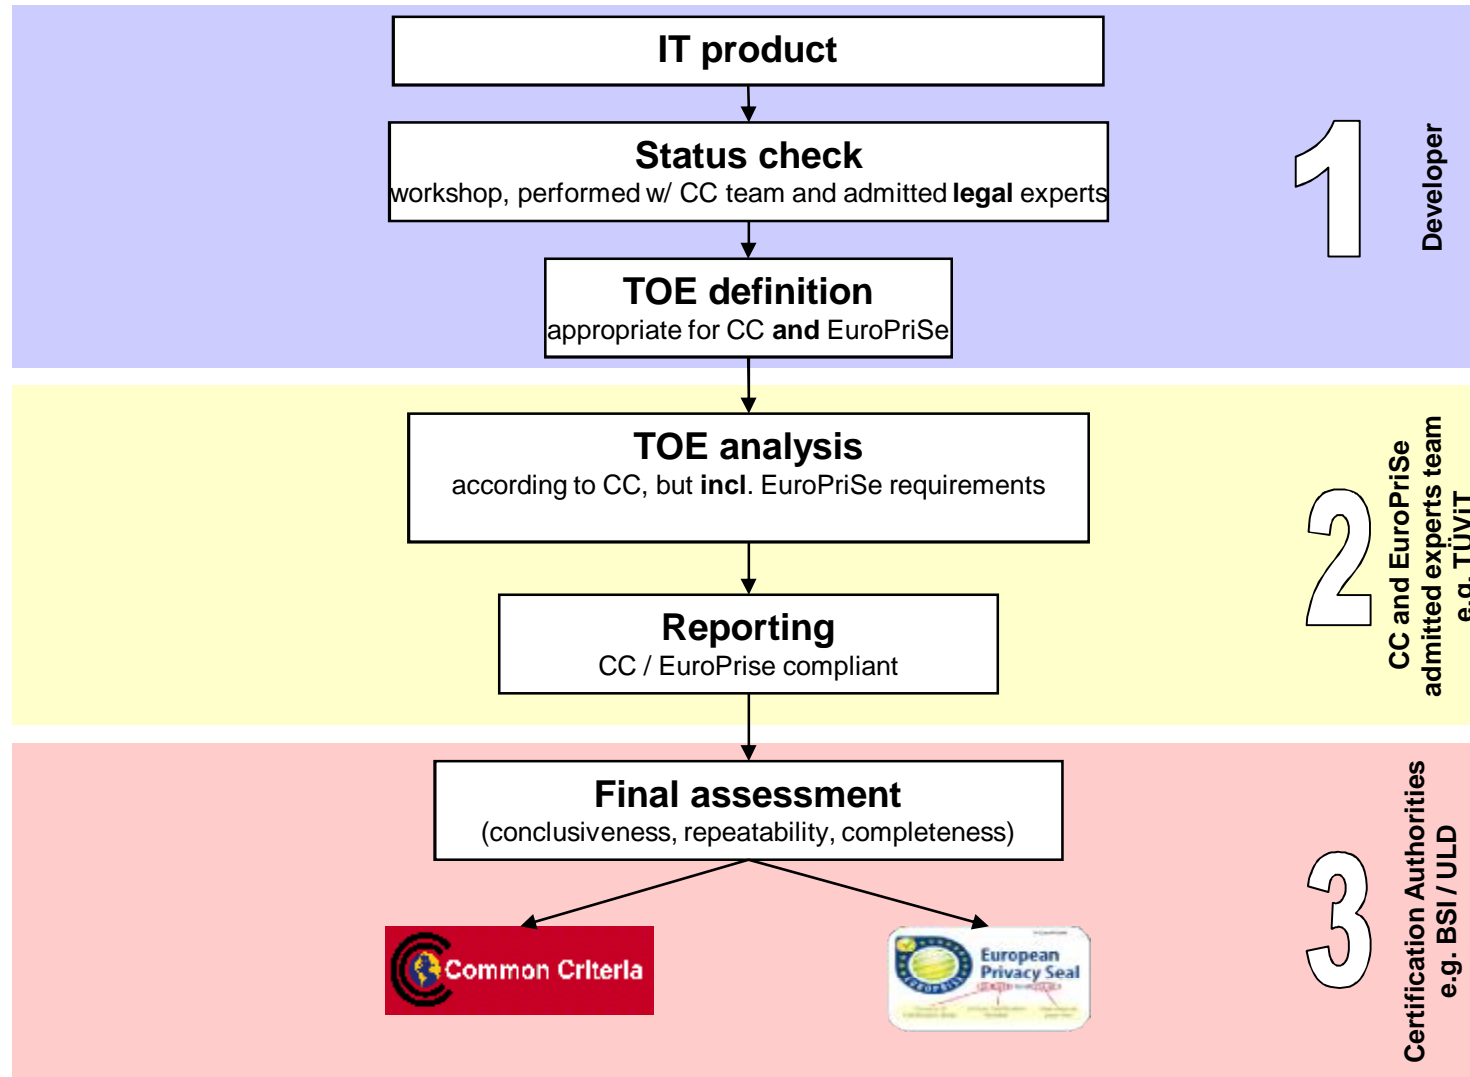 IT product
Status check
workshop, performed w/ CC team and admitted legal experts
TOE definition
appropriate for CC and EuroPriSe
1
Developer
TOE analysis
according to CC, but incl. EuroPriSe requirements
Reporting
CC / EuroPrise compliant
2
CC and EuroPriSe
admitted experts team
e.g. TÜViT
Final assessment
(conclusiveness, repeatability, completeness)
Common Criteria
European
Privacy Seal
EUROPRISE
3
Certification Authorities
e.g. BSI / ULD